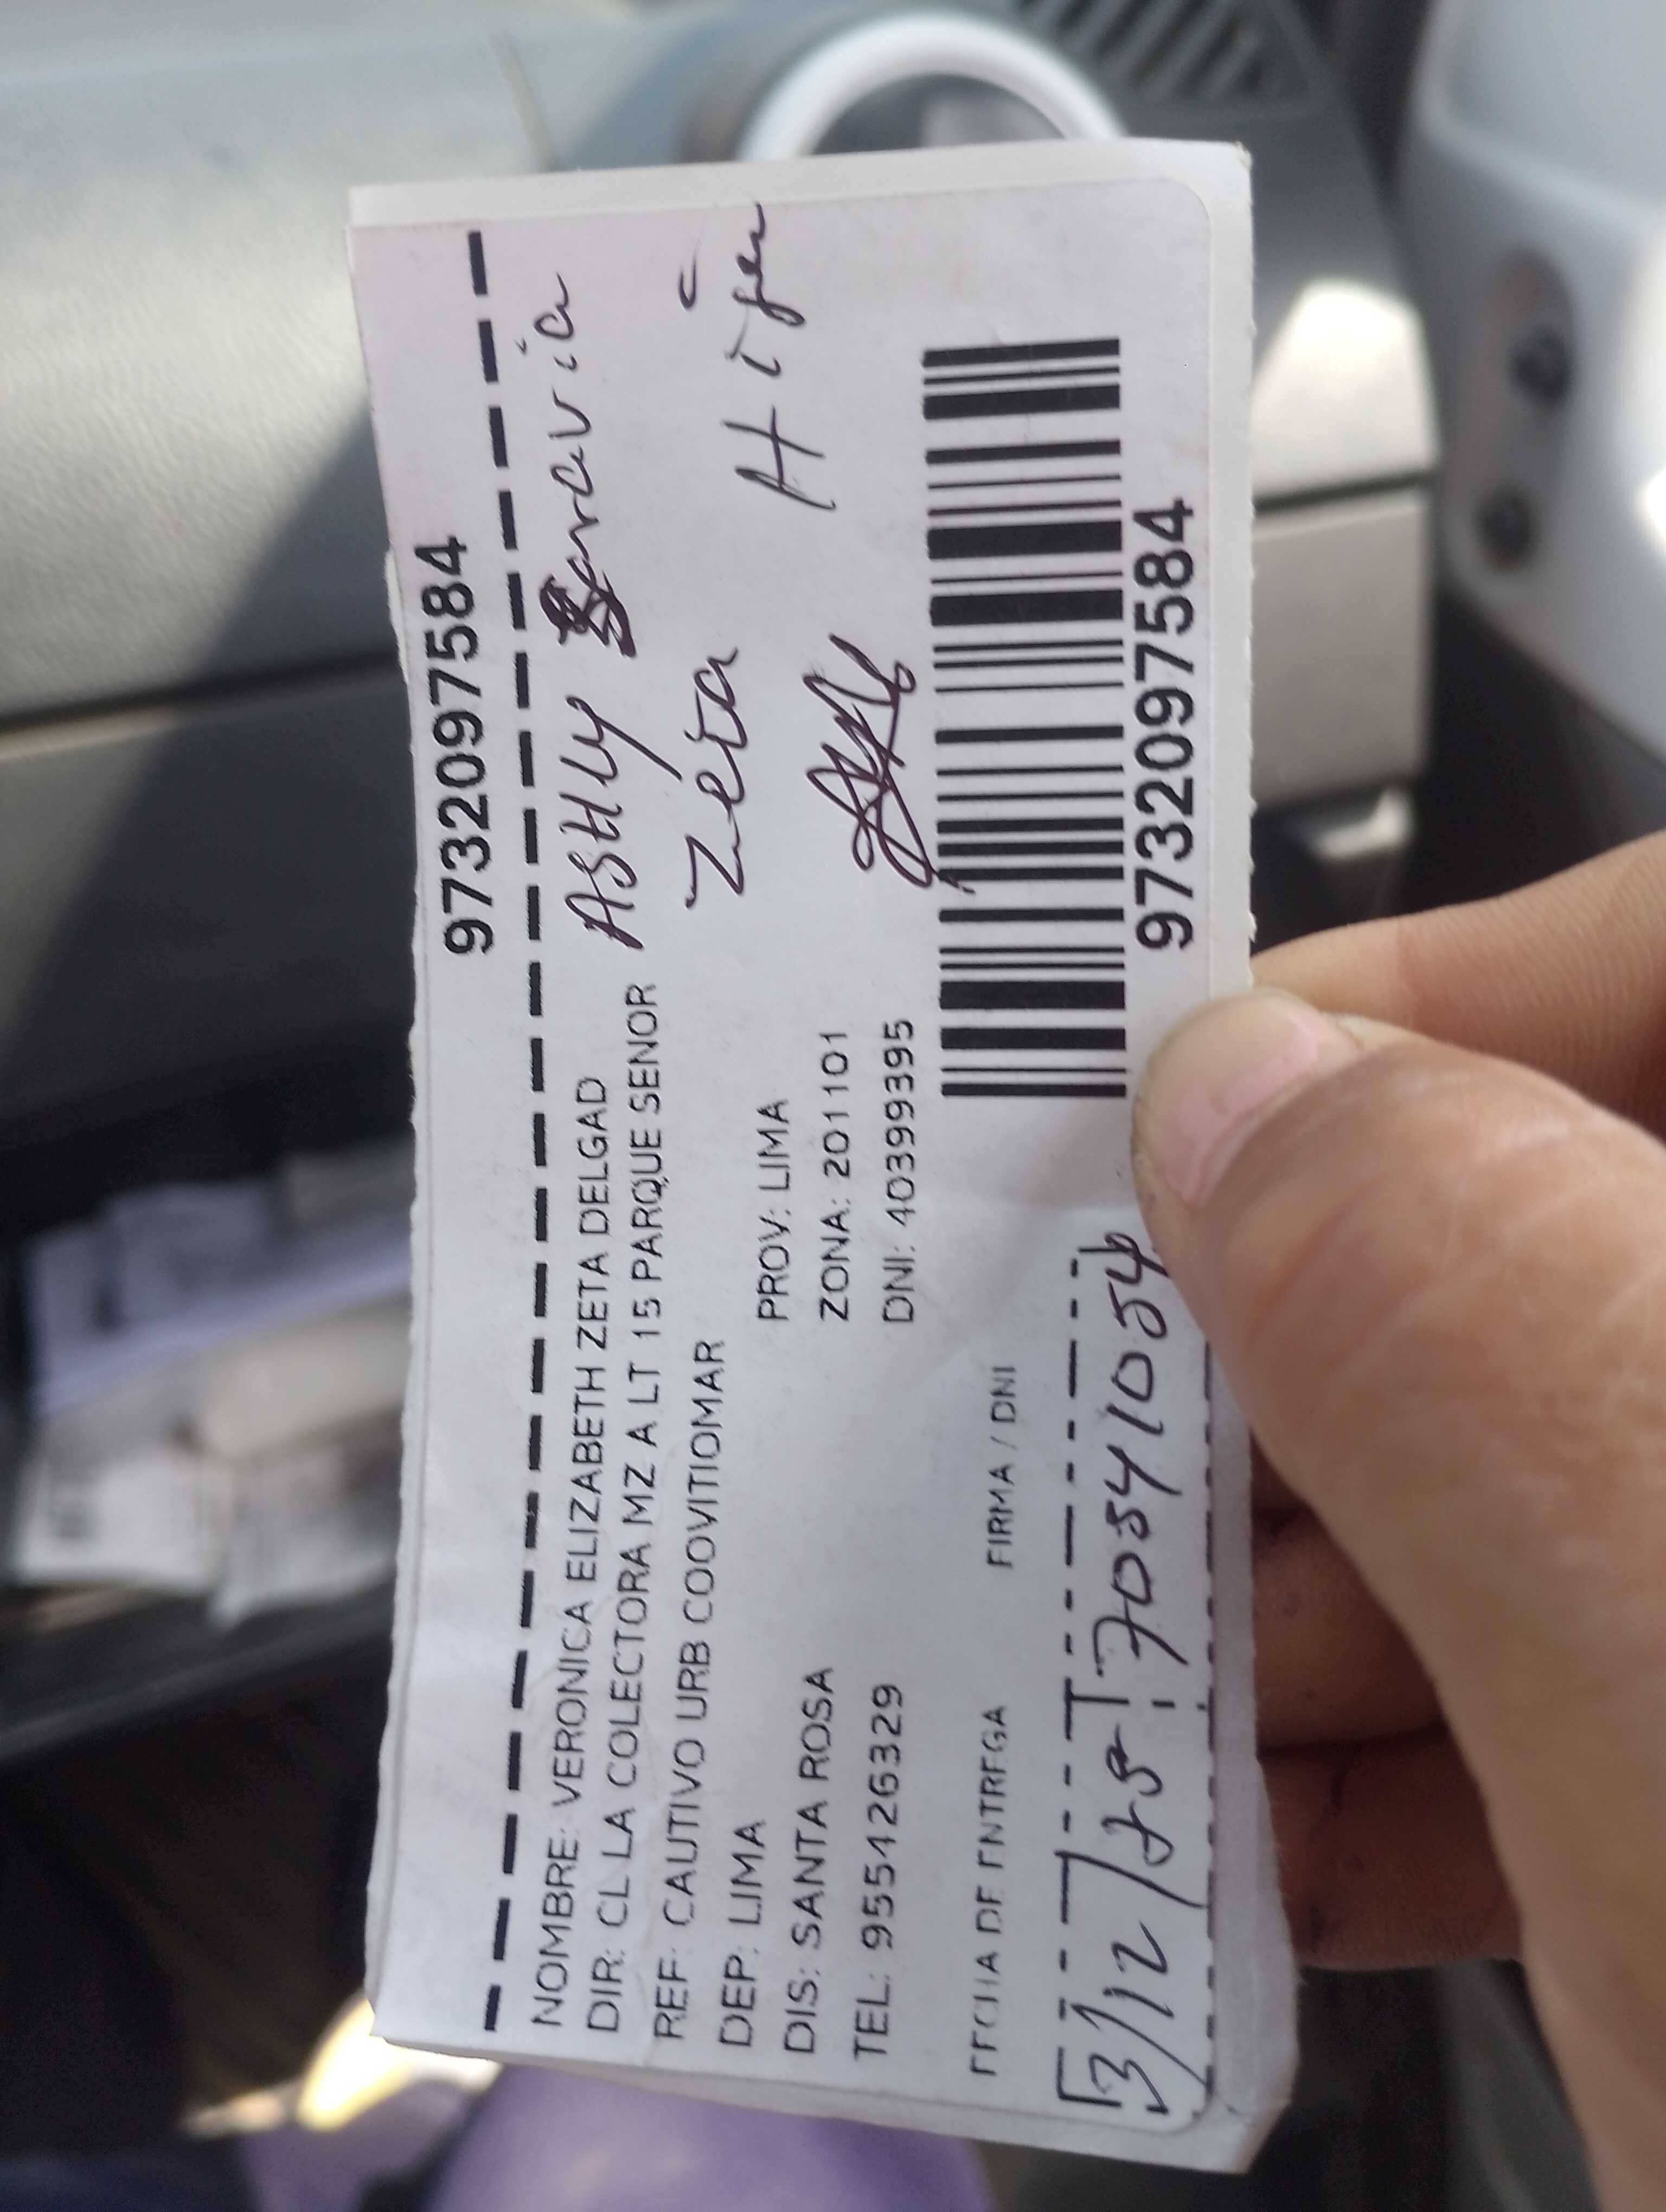 9732097584
NOMBRE: VERONICA ELIZABETH ZETA DELGAD
DIR: CL LA COLECTORA MZ A LT 15 PARQUE SENOR
REF: CAUTIVO URB COOVITIOMAR
DEP: LIMA PROV: LIMA
DIS: SANTA ROSA ZONA: 2011101
TEL: 955426329 DNI: 40399395
ASHLY Saravia
Zeta
Hija
FECHA DE ENTREGA FIRMA / DNI
3/12/25 70541054
9732097584